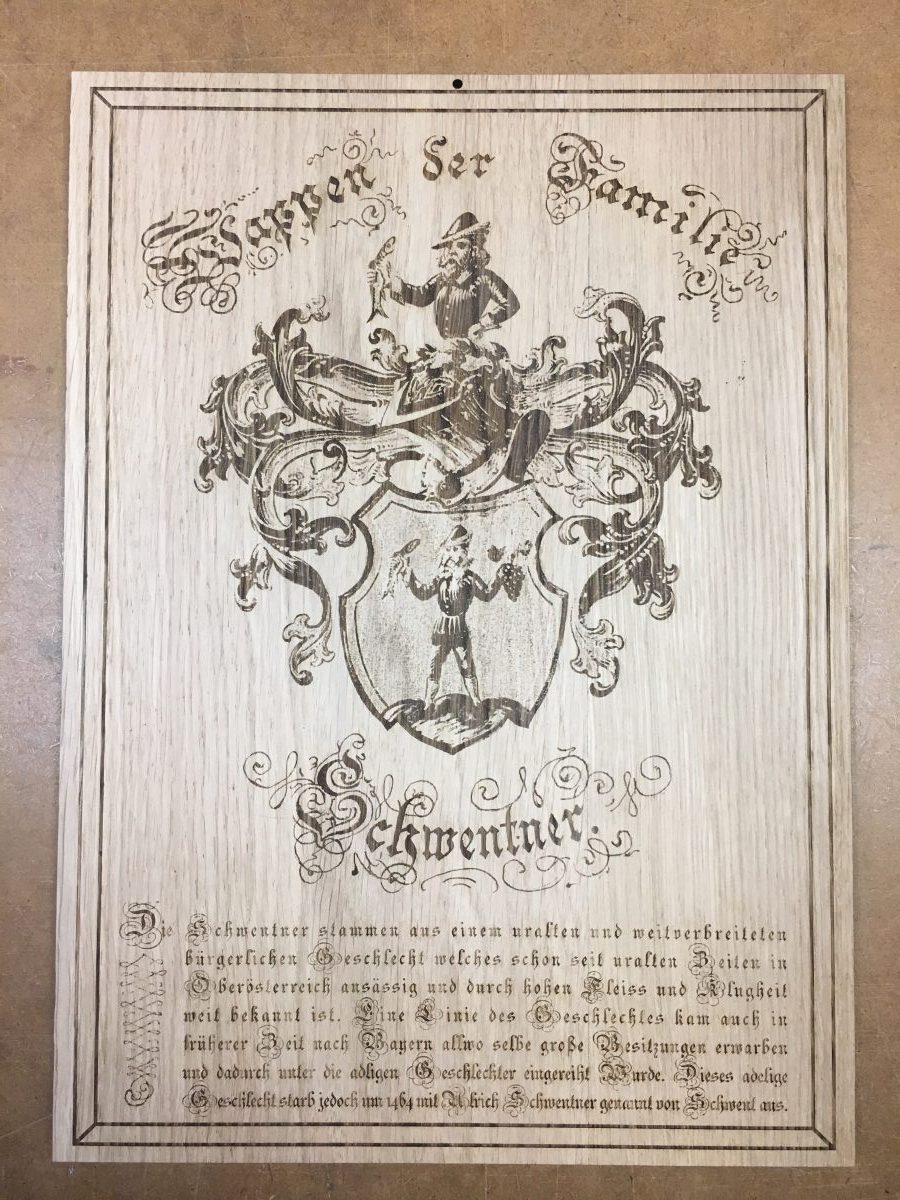 Wappen der Familie
Schwentner.
Die Schwentner stammen aus einem uralten und weitverbreiteten
bürgerlichen Geschlecht welches schon seit uralten Zeiten in
Oberösterreich ansässig und durch hohen Fleiss und Klugheit
weit bekannt ist. Eine Linie des Geschlechtes kam auch in
früherer Zeit nach Bayern allwo selbe große Besitzungen erwarben
und dadurch unter die adligen Geschlechter eingereiht Wurde. Dieses adelige
Geschlecht starb jedoch um 1464 mit Ulrich Schwentner genannt von Schwent aus.